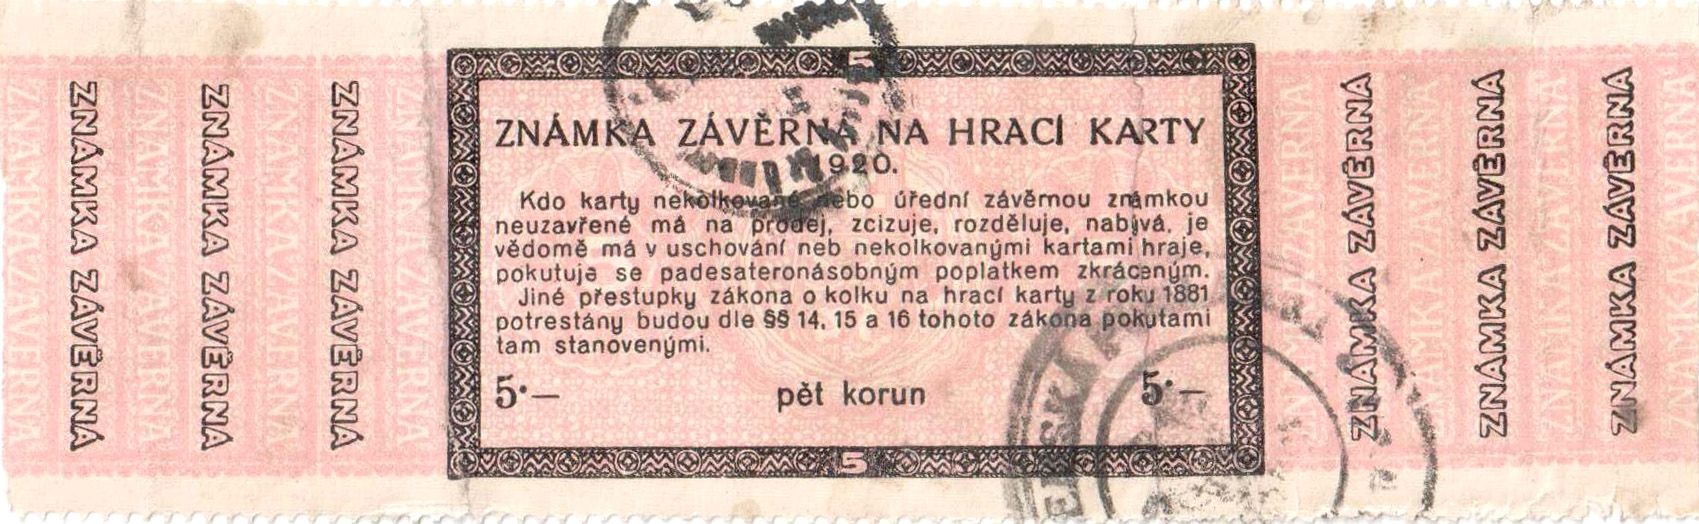 ZNÁMKA ZÁVĚRNÁ
ZNÁMKA ZÁVĚRNÁ
ZNÁMKA ZÁVĚRNÁ
5
ZNÁMKA ZÁVĚRNÁ NA HRACÍ KARTY
1920.
Kdo karty nekolkované nebo úřední závěrnou známkou
neuzavřené má na prodej, zcizuje, rozděluje, nabývá, je
vědomě má v uschování neb nekolkovanými kartami hraje,
pokutuje se padesateronásobným poplatkem zkráceným.
Jiné přestupky zákona o kolku na hrací karty z roku 1881
potrestány budou dle §§ 14, 15 a 16 tohoto zákona pokutami
tam stanovenými.
5·— pět korun 5·—
5
ZNÁMKA ZÁVĚRNÁ
ZNÁMKA ZÁVĚRNÁ
ZNÁMKA ZÁVĚRNÁ